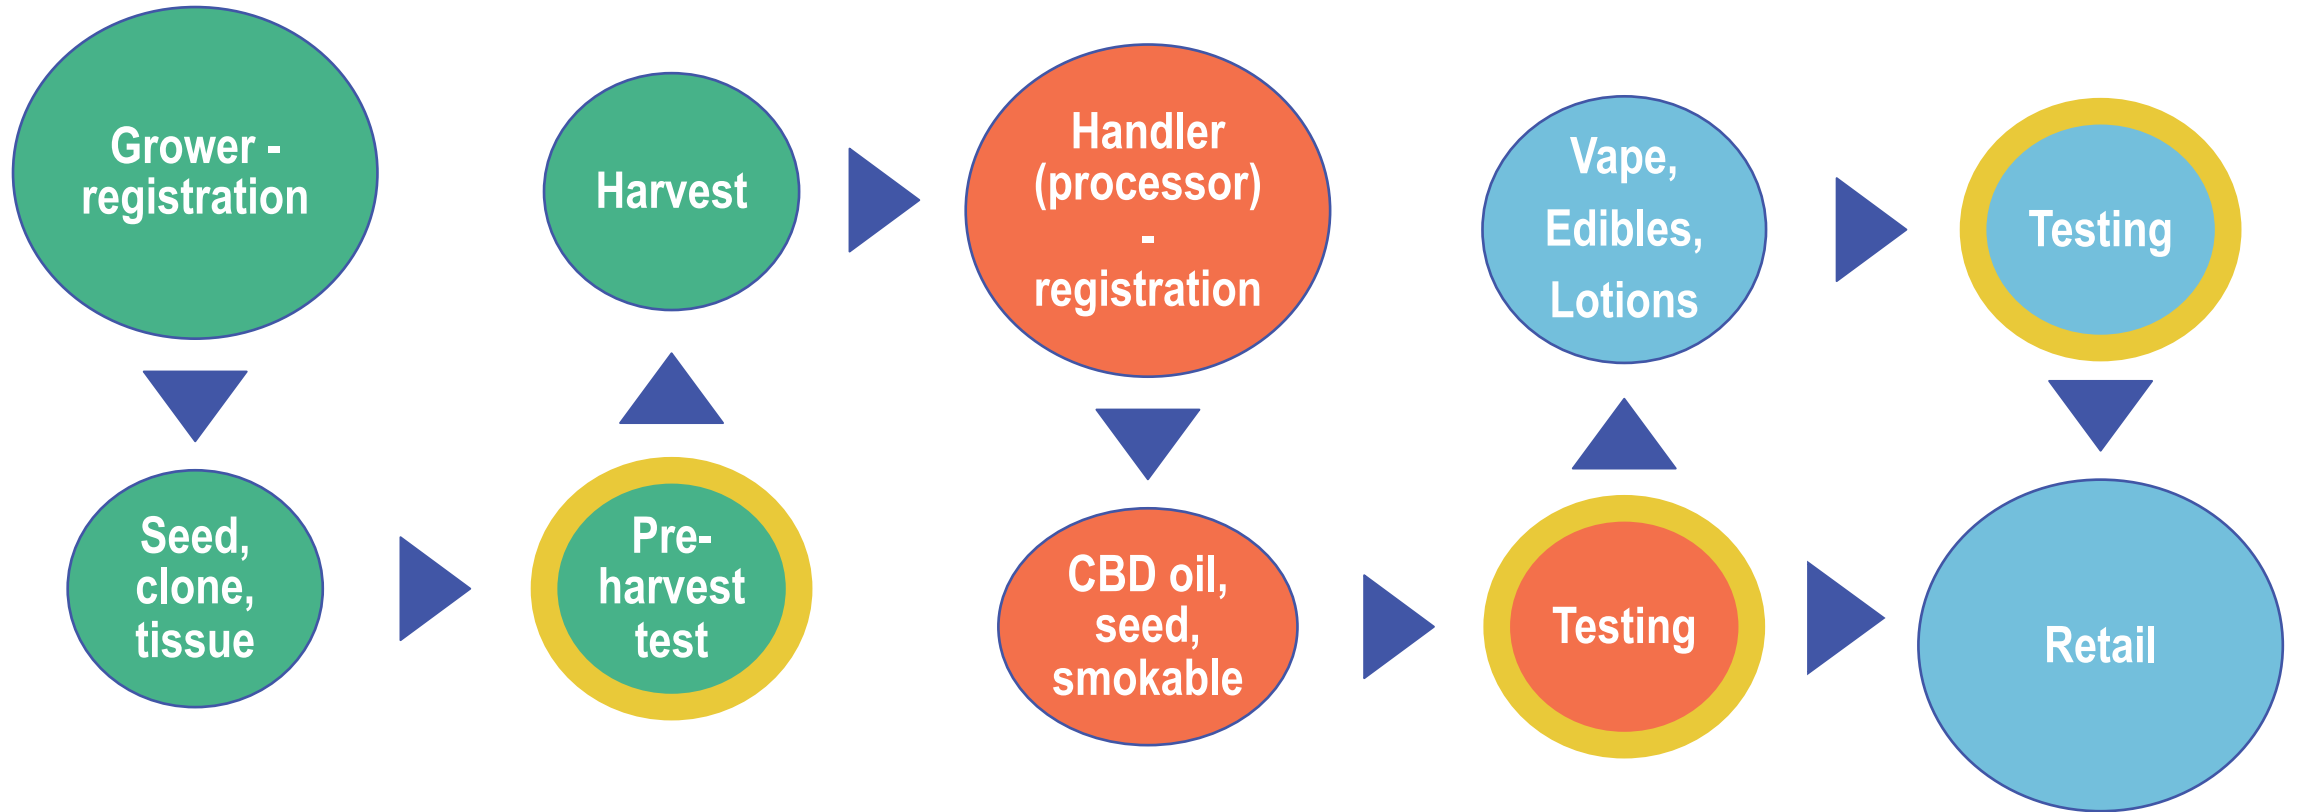 Grower -
registration
Seed,
clone,
tissue
Pre-
harvest
test
Harvest
Handler
(processor)
-
registration
CBD oil,
seed,
smokable
Testing
Vape,
Edibles,
Lotions
Testing
Retail